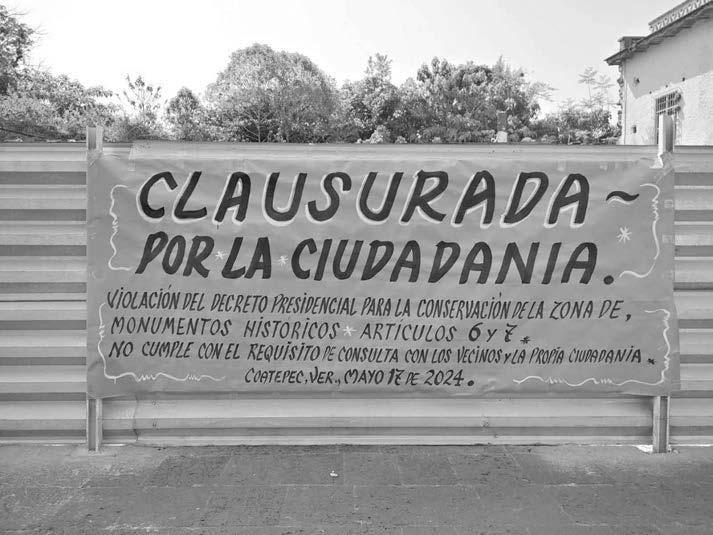 CLAUSURADA~
POR LA CIUDADANIA.
VIOLACIÓN DEL DECRETO PRESIDENCIAL PARA LA CONSERVACIÓN DE LA ZONA DE,
MONUMENTOS HISTÓRICOS * ARTÍCULOS 6 Y 7 *
NO CUMPLE CON EL REQUISITO DE CONSULTA CON LOS VECINOS Y LA PROPIA CIUDADANIA *
COATEPEC, VER., MAYO 17 DE 2024.